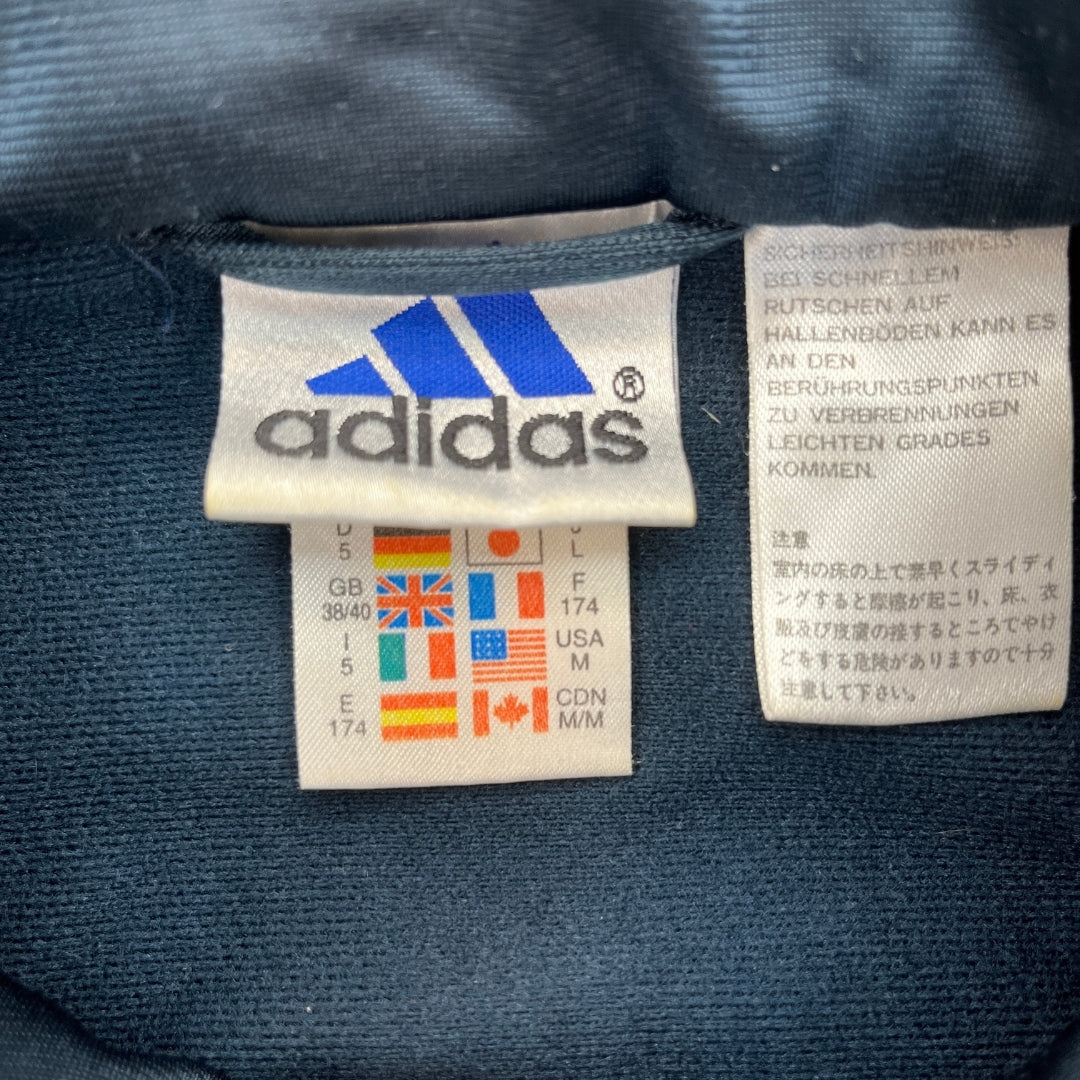 adidas®
D
5
J
L
GB
38/40
F
174
I
5
USA
M
E
174
CDN
M/M
SICHERHEITSHINWEIS:
BEI SCHNELLEM
RUTSCHEN AUF
HALLENBÖDEN KANN ES
AN DEN
BERÜHRUNGSPUNKTEN
ZU VERBRENNUNGEN
LEICHTEN GRADES
KOMMEN.
注意
室内の床の上で素早くスライディ
ングすると摩擦が起こり、床、衣
服及び皮膚の接するところでやけ
どをする危険がありますので十分
注意して下さい。